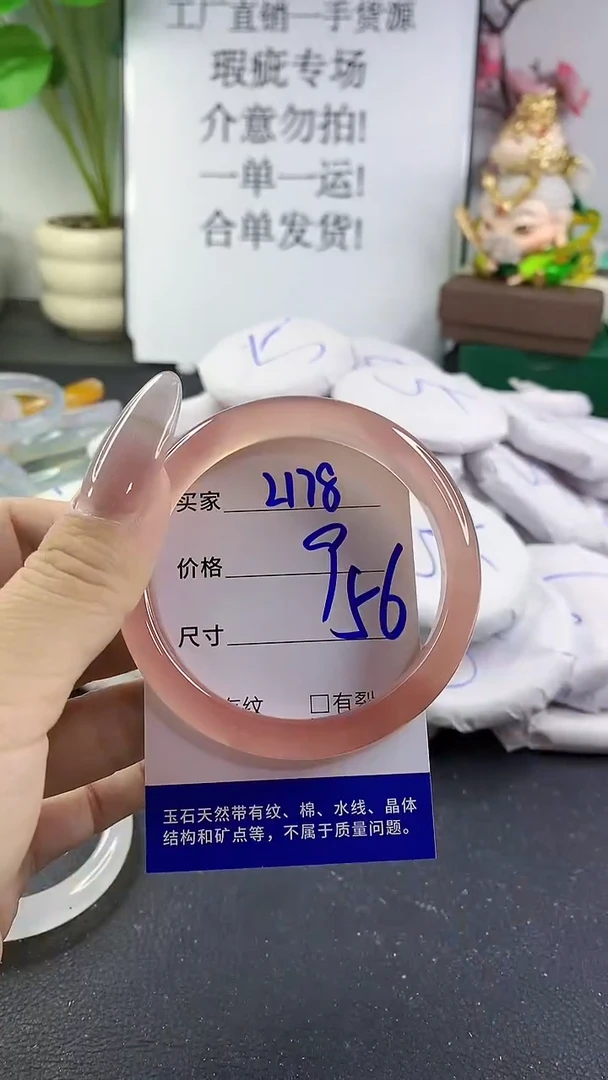 工厂直销一手货源
瑕疵专场
介意勿拍!
一单一运!
合单发货!
买家 2178
价格 9
尺寸 56
有纹 □有裂
玉石天然带有纹、棉、水线、晶体
结构和矿点等，不属于质量问题。